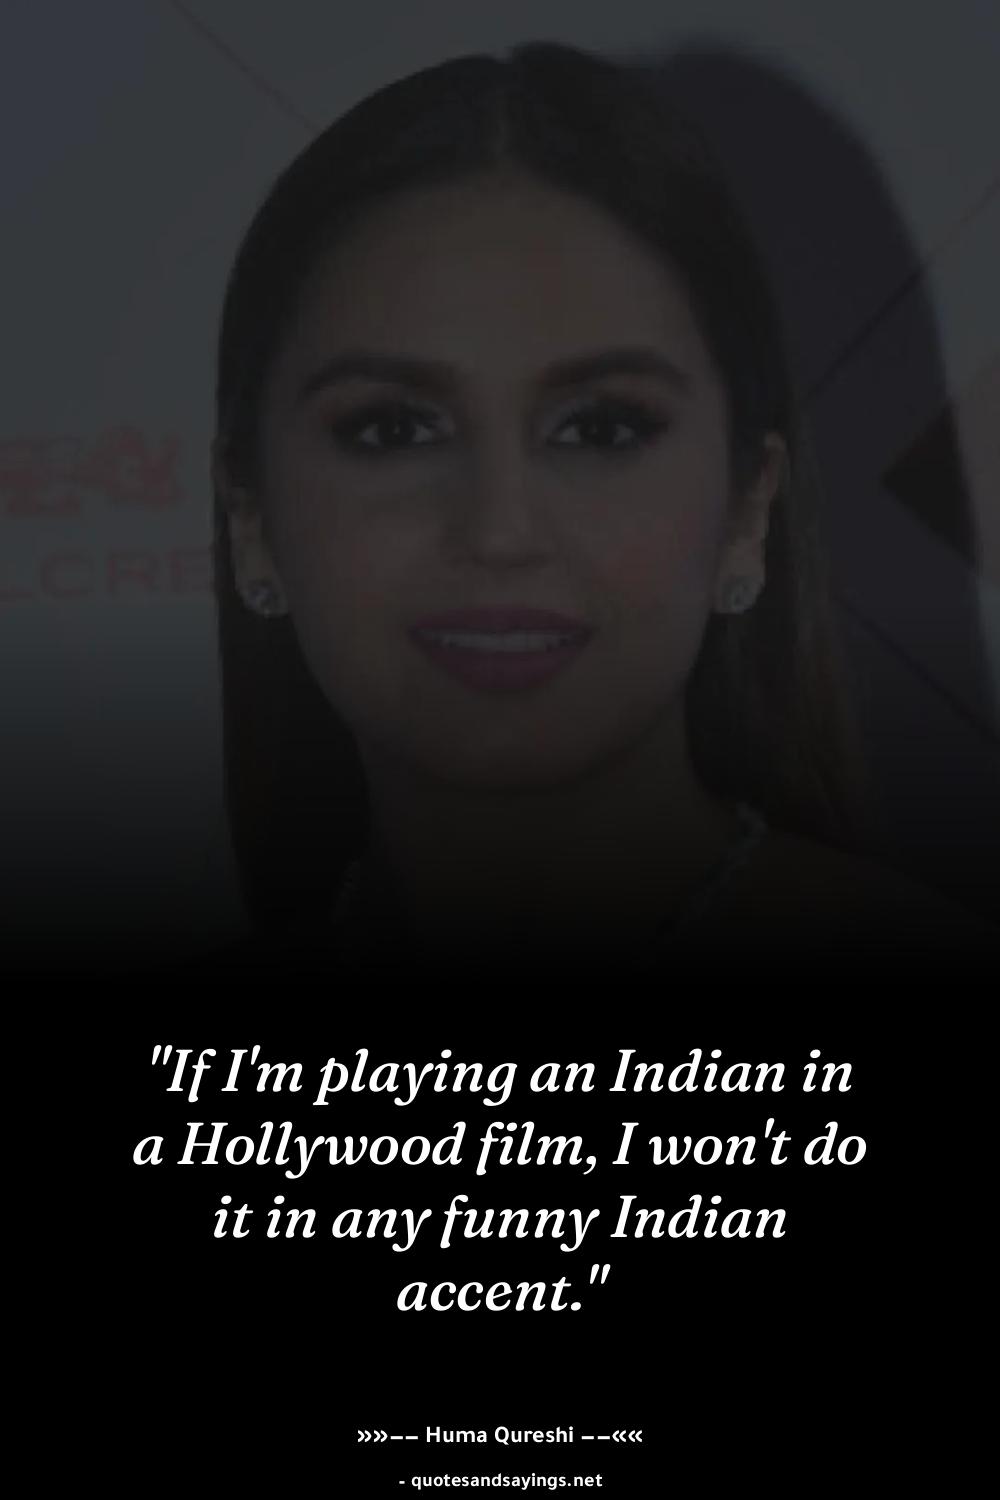 LCRE
"If I'm playing an Indian in
a Hollywood film, I won't do
it in any funny Indian
accent."
»»−− Huma Qureshi −−««
- quotesandsayings.net